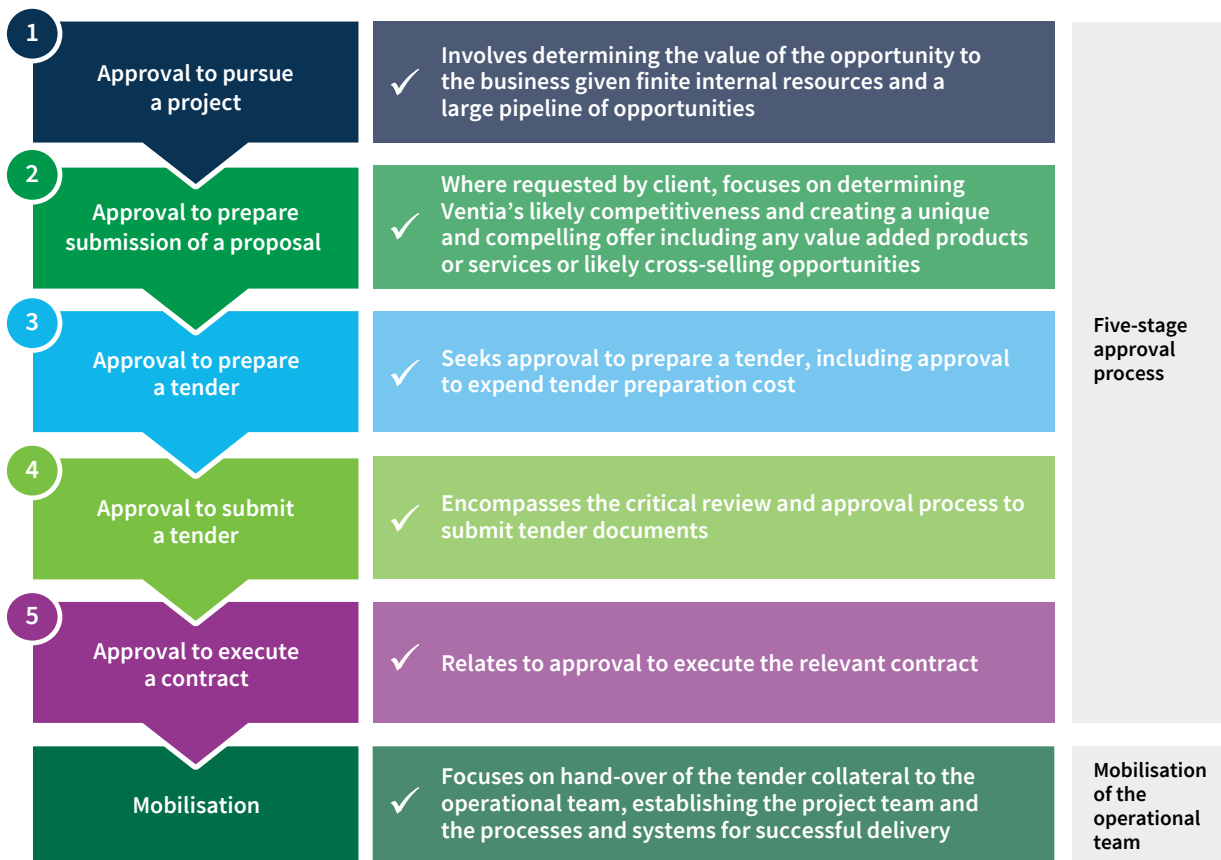 1
Approval to pursue
a project
Involves determining the value of the opportunity to
the business given finite internal resources and a
large pipeline of opportunities
2
Approval to prepare
submission of a proposal
Where requested by client, focuses on determining
Ventia’s likely competitiveness and creating a unique
and compelling offer including any value added products
or services or likely cross-selling opportunities
3
Approval to prepare
a tender
Seeks approval to prepare a tender, including approval
to expend tender preparation cost
4
Approval to submit
a tender
Encompasses the critical review and approval process to
submit tender documents
5
Approval to execute
a contract
Relates to approval to execute the relevant contract
Five-stage
approval
process
Mobilisation
Focuses on hand-over of the tender collateral to the
operational team, establishing the project team and
the processes and systems for successful delivery
Mobilisation
of the
operational
team